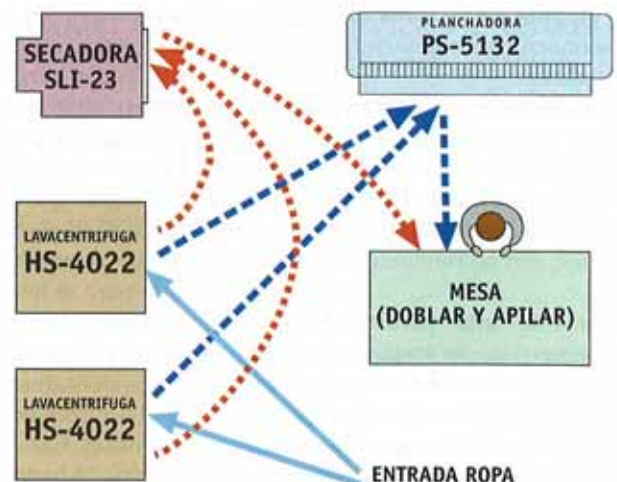 SECADORA
SLI-23
PLANCHADORA
PS-5132
LAVACENTRIFUGA
HS-4022
MESA
(DOBLAR Y APILAR)
LAVACENTRIFUGA
HS-4022
ENTRADA ROPA